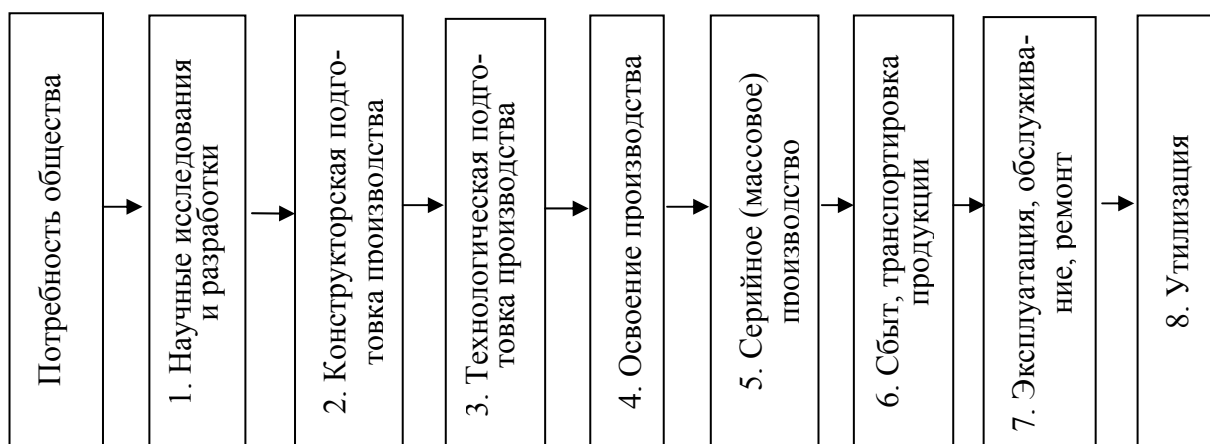 Потребность общества
1. Научные исследования
и разработки
2. Конструкторская подго-
товка производства
3. Технологическая подго-
товка производства
4. Освоение производства
5. Серийное (массовое)
производство
6. Сбыт, транспортировка
продукции
7. Эксплуатация, обслужива-
ние, ремонт
8. Утилизация